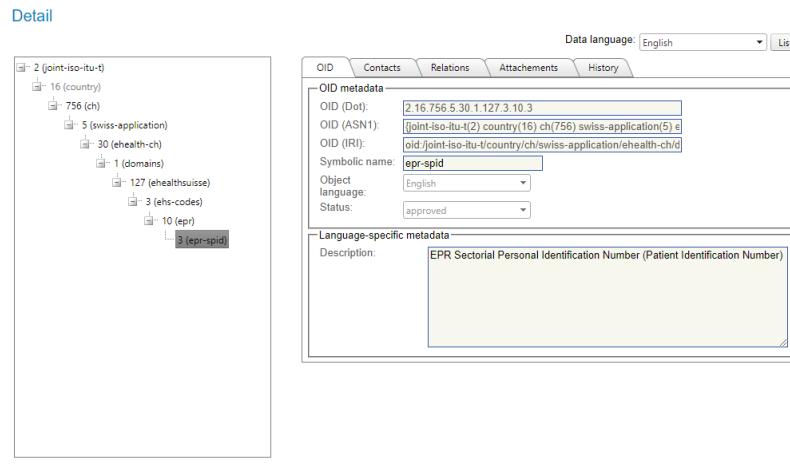 Detail
Data language: English
2 (joint-iso-itu-t)
16 (country)
756 (ch)
5 (swiss-application)
30 (ehealth-ch)
1 (domains)
127 (ehealthsuisse)
3 (ehs-codes)
10 (epr)
3 (epr-spid)
OID Contacts Relations Attachements History
OID metadata
OID (Dot): 2.16.756.5.30.1.127.3.10.3
OID (ASN1): {joint-iso-itu-t(2) country(16) ch(756) swiss-application(5) e
OID (IRI): oid:/joint-iso-itu-t/country/ch/swiss-application/ehealth-ch/d
Symbolic name: epr-spid
Object
language: English
Status: approved
Language-specific metadata
Description: EPR Sectorial Personal Identification Number (Patient Identification Number)